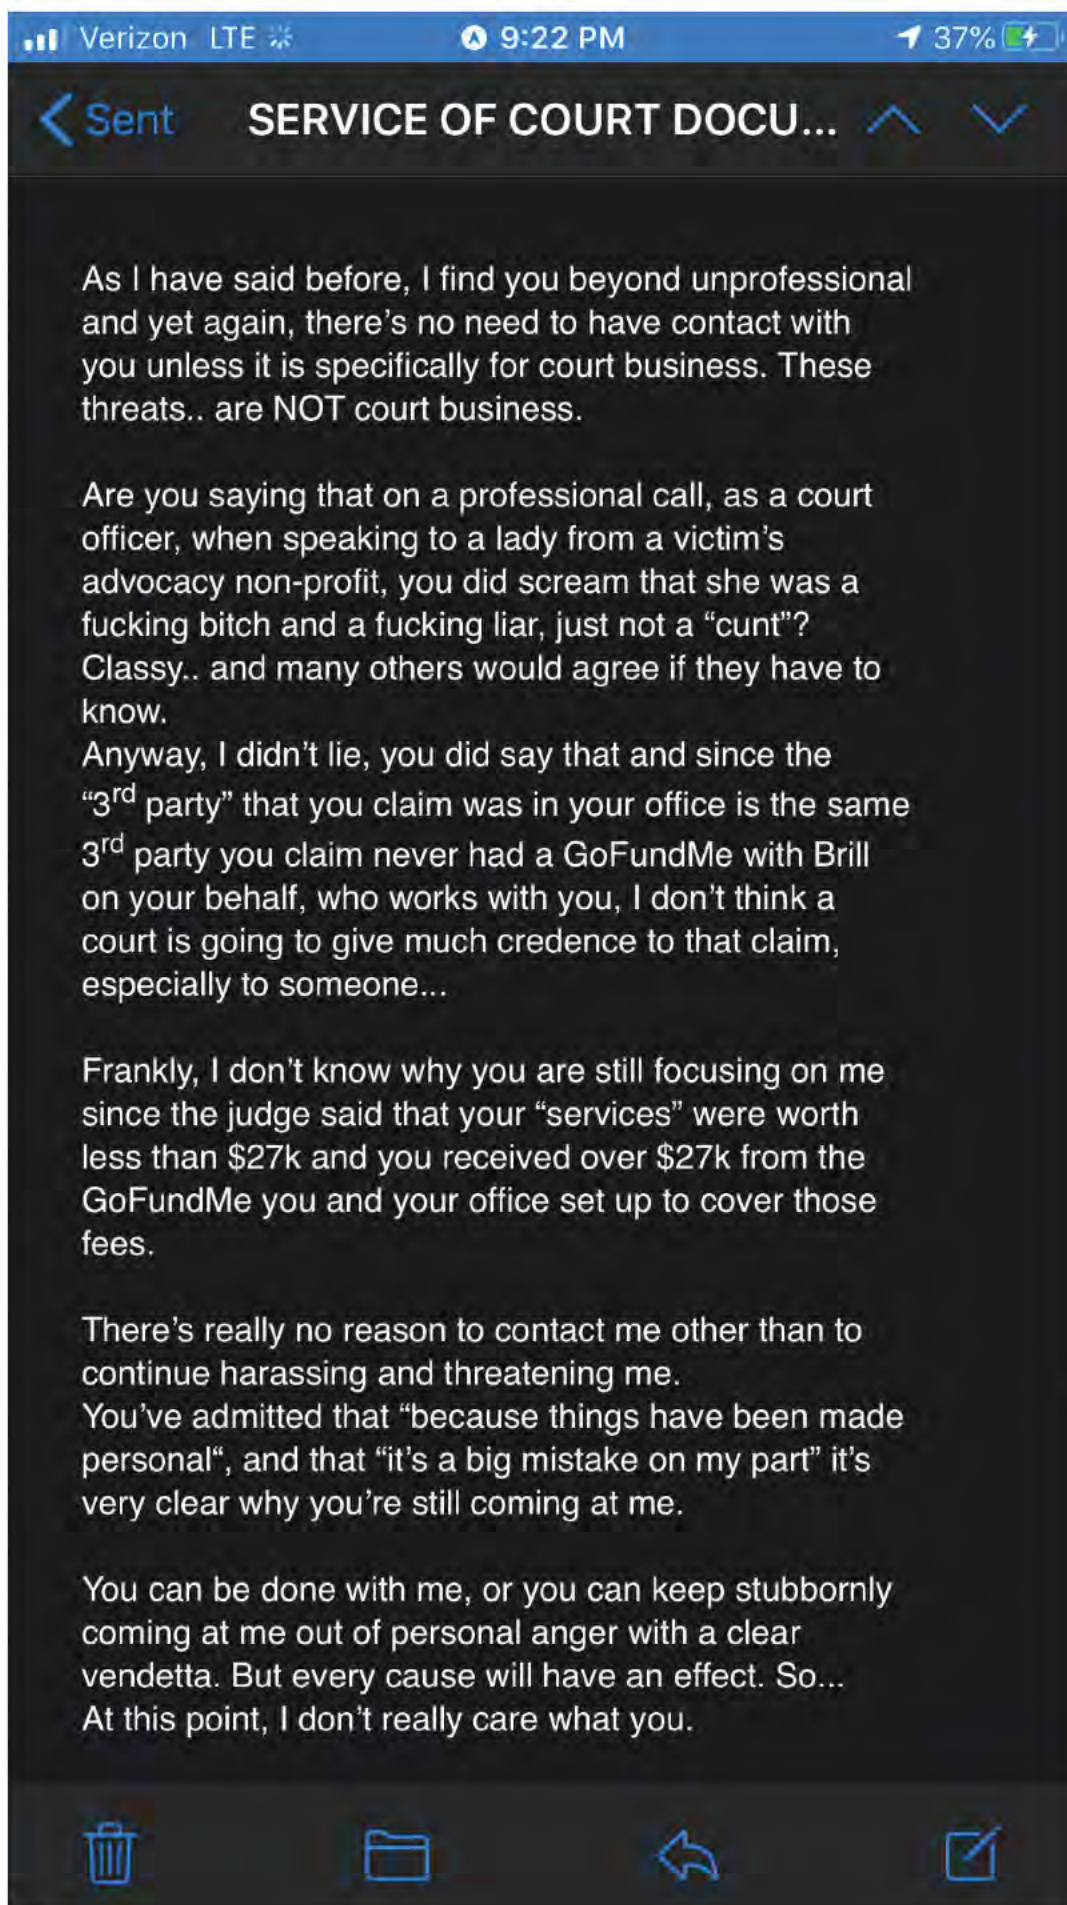 Verizon LTE 9:22 PM 37%
Sent SERVICE OF COURT DOCU...
As I have said before, I find you beyond unprofessional
and yet again, there’s no need to have contact with
you unless it is specifically for court business. These
threats.. are NOT court business.
Are you saying that on a professional call, as a court
officer, when speaking to a lady from a victim’s
advocacy non-profit, you did scream that she was a
fucking bitch and a fucking liar, just not a “cunt”?
Classy.. and many others would agree if they have to
know.
Anyway, I didn’t lie, you did say that and since the
“3rd party” that you claim was in your office is the same
3rd party you claim never had a GoFundMe with Brill
on your behalf, who works with you, I don’t think a
court is going to give much credence to that claim,
especially to someone...
Frankly, I don’t know why you are still focusing on me
since the judge said that your “services” were worth
less than $27k and you received over $27k from the
GoFundMe you and your office set up to cover those
fees.
There’s really no reason to contact me other than to
continue harassing and threatening me.
You’ve admitted that “because things have been made
personal“, and that “it’s a big mistake on my part” it’s
very clear why you’re still coming at me.
You can be done with me, or you can keep stubbornly
coming at me out of personal anger with a clear
vendetta. But every cause will have an effect. So...
At this point, I don’t really care what you.